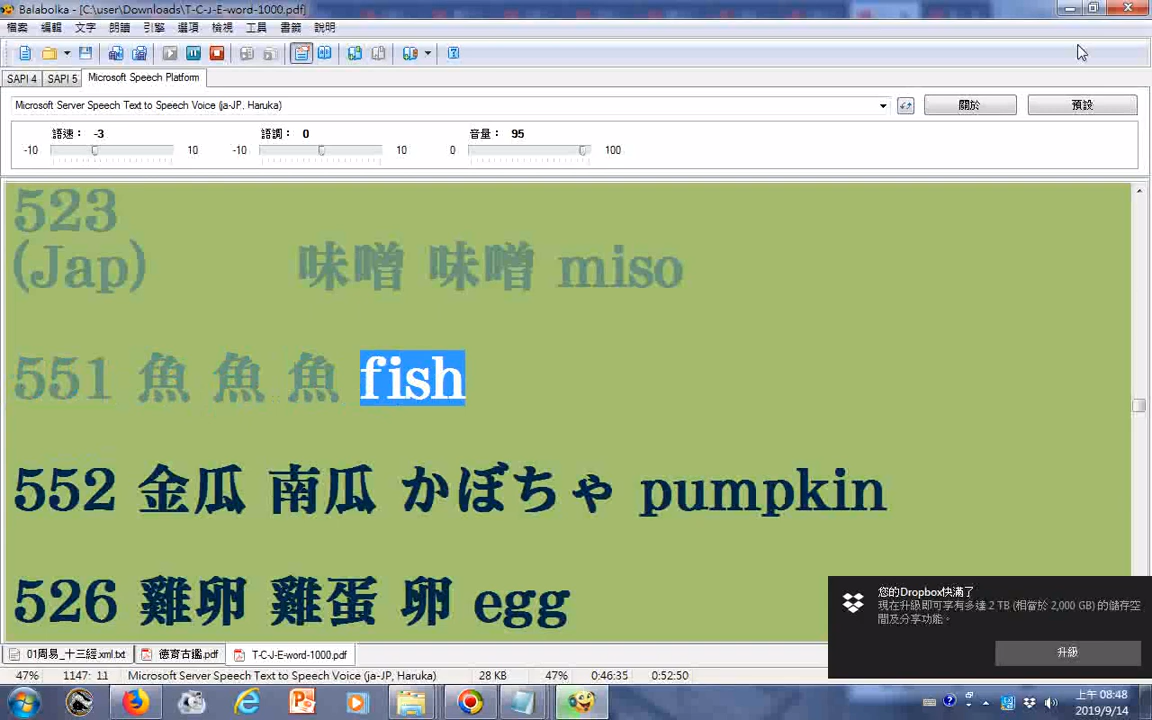 Balabolka - [C:\user\Downloads\T-C-J-E-word-1000.pdf]
檔案 編輯 文字 朗讀 引擎 選項 檢視 工具 書籤 說明
SAPI 4 SAPI 5 Microsoft Speech Platform
Microsoft Server Speech Text to Speech Voice (ja-JP, Haruka) 關於 預設
語速： -3 語調： 0 音量： 95
-10 10 -10 10 0 100
523
(Jap) 味噌 味噌 miso
551 魚 魚 魚 fish
552 金瓜 南瓜 かぼちゃ pumpkin
526 雞卵 雞蛋 卵 egg
您的Dropbox快滿了
現在升級即可享有多達 2 TB (相當於 2,000 GB) 的儲存空
間及分享功能。
升級
01周易_十三經.xml.txt 德育古鑑.pdf T-C-J-E-word-1000.pdf
47% 1147: 11 Microsoft Server Speech Text to Speech Voice (ja-JP, Haruka) 28 KB 47% 0:46:35 0:52:50
上午 08:48
2019/9/14